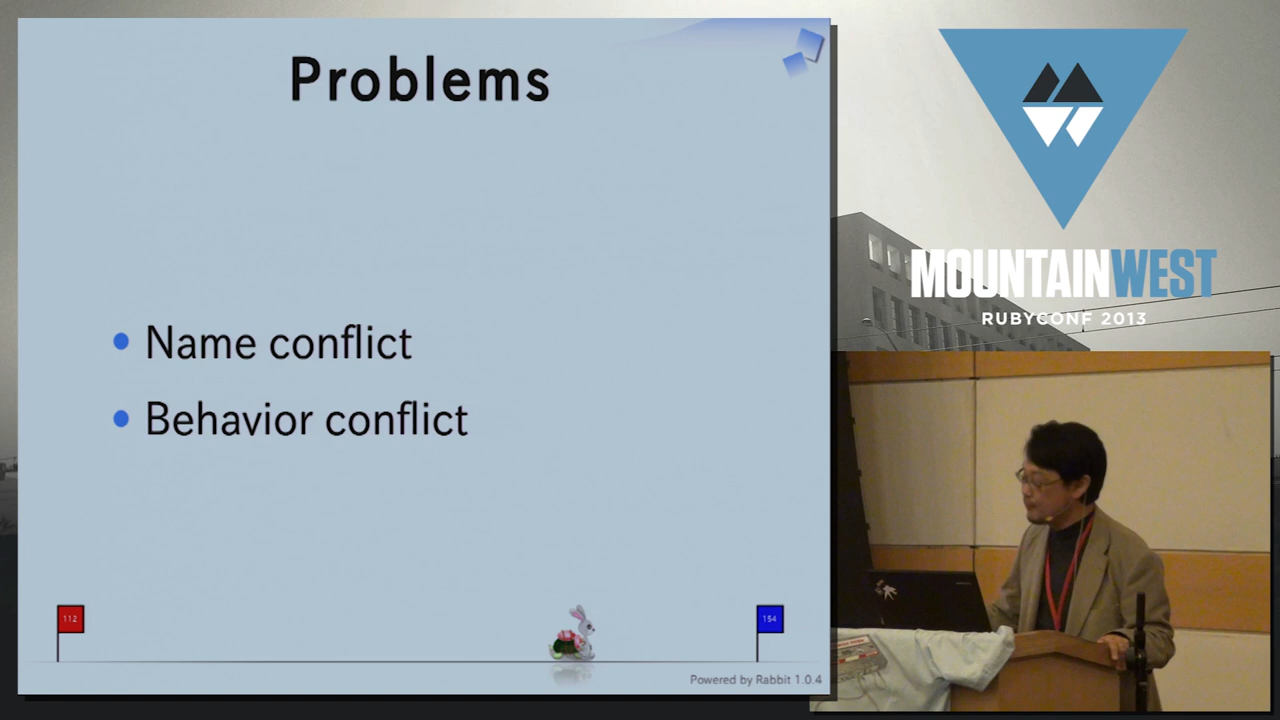 Problems
Name conflict
Behavior conflict
112
154
Powered by Rabbit 1.0.4
MOUNTAINWEST
RUBYCONF 2013